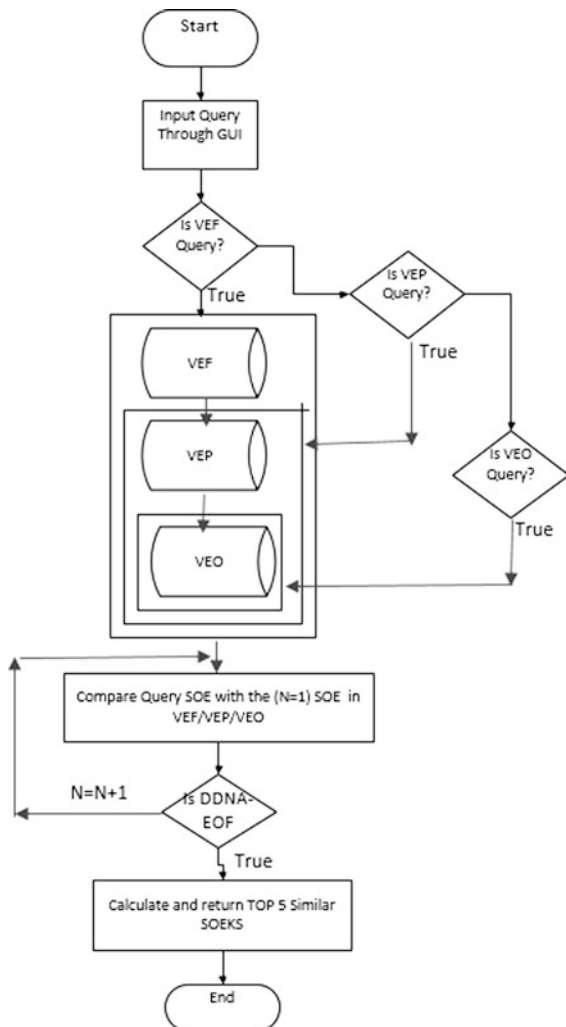 Start
Input Query
Through GUI
Is VEF
Query?
Is VEP
Query?
True
True
VEF
VEP
Is VEO
Query?
True
VEO
Compare Query SOE with the (N=1) SOE in
VEF/VEP/VEO
N=N+1
Is DDNA-
EOF
True
Calculate and return TOP 5 Similar
SOEKS
End